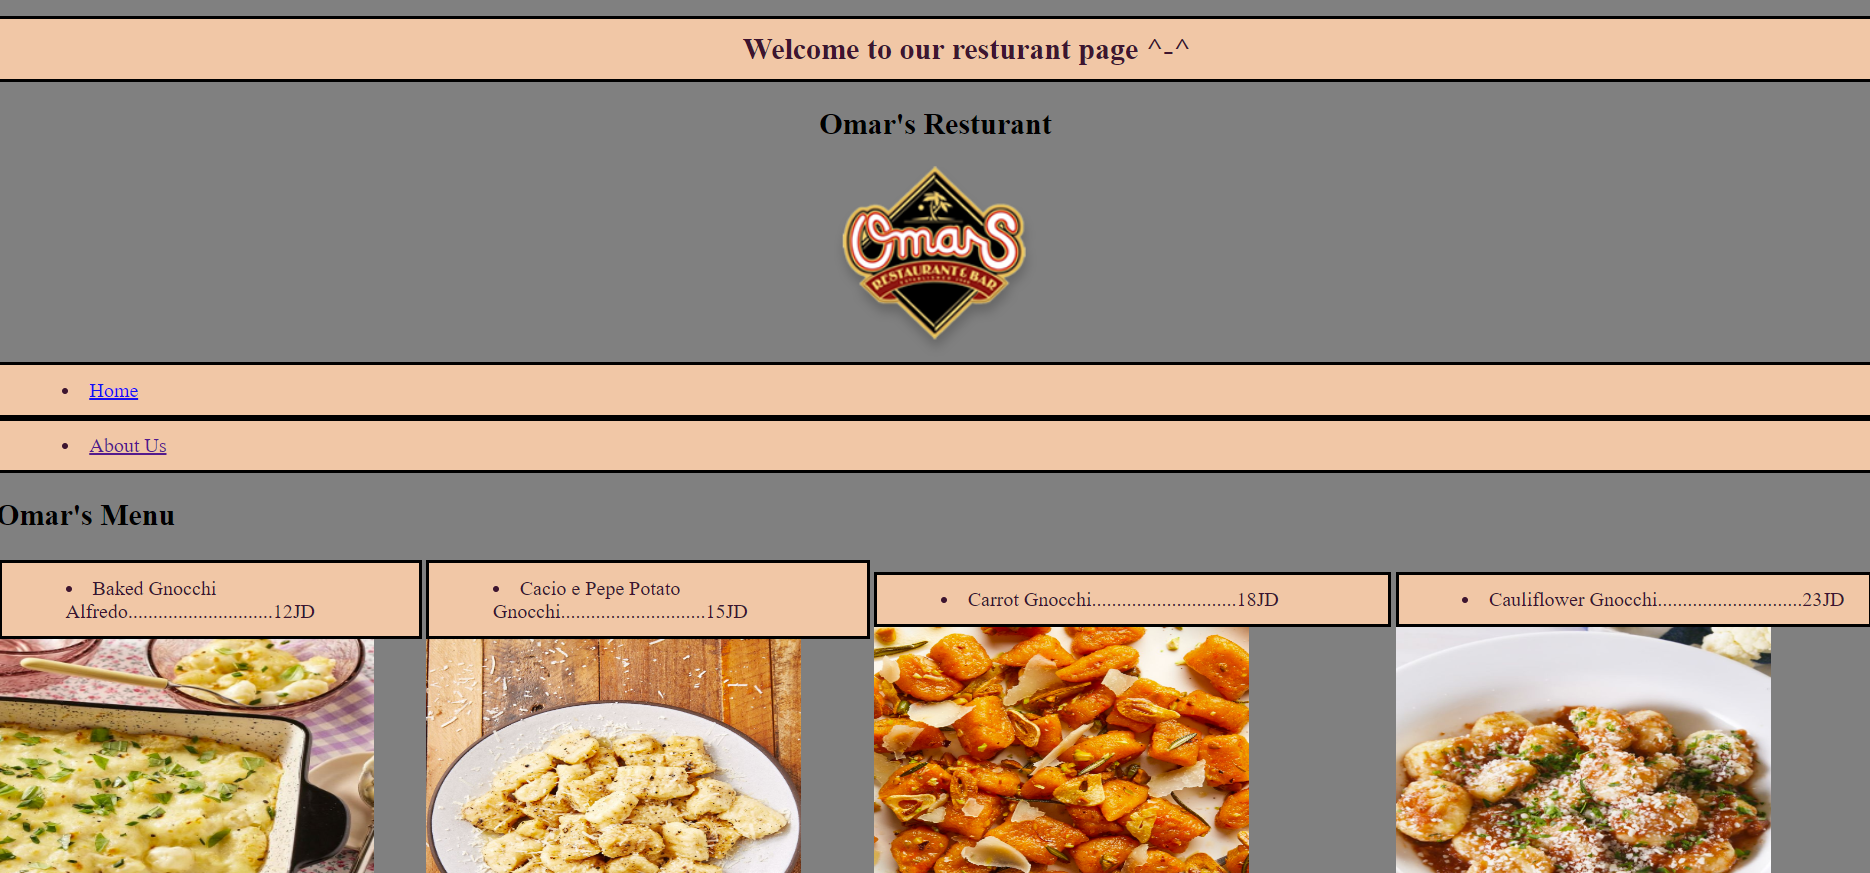 Welcome to our resturant page ^-^
Omar's Resturant
Omars
RESTAURANT & BAR
• Home
• About Us
Omar's Menu
• Baked Gnocchi
Alfredo.............................12JD
• Cacio e Pepe Potato
Gnocchi.............................15JD
• Carrot Gnocchi.............................18JD
• Cauliflower Gnocchi.............................23JD